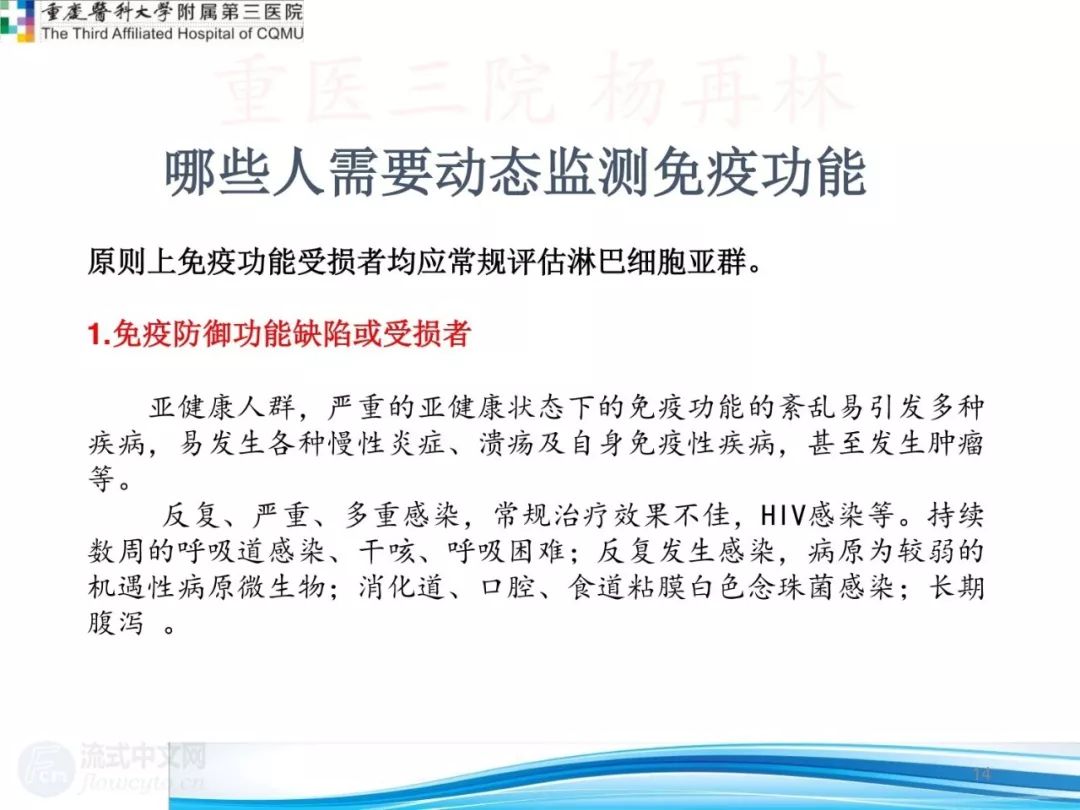 重庆医科大学附属第三医院
The Third Affiliated Hospital of CQMU
重医三院 杨再林
哪些人需要动态监测免疫功能
原则上免疫功能受损者均应常规评估淋巴细胞亚群。
1.免疫防御功能缺陷或受损者
亚健康人群，严重的亚健康状态下的免疫功能的紊乱易引发多种
疾病，易发生各种慢性炎症、溃疡及自身免疫性疾病，甚至发生肿瘤
等。
反复、严重、多重感染，常规治疗效果不佳，HIV感染等。持续
数周的呼吸道感染、干咳、呼吸困难；反复发生感染，病原为较弱的
机遇性病原微生物；消化道、口腔、食道粘膜白色念珠菌感染；长期
腹泻 。
流式中文网
flowcyto.cn
14